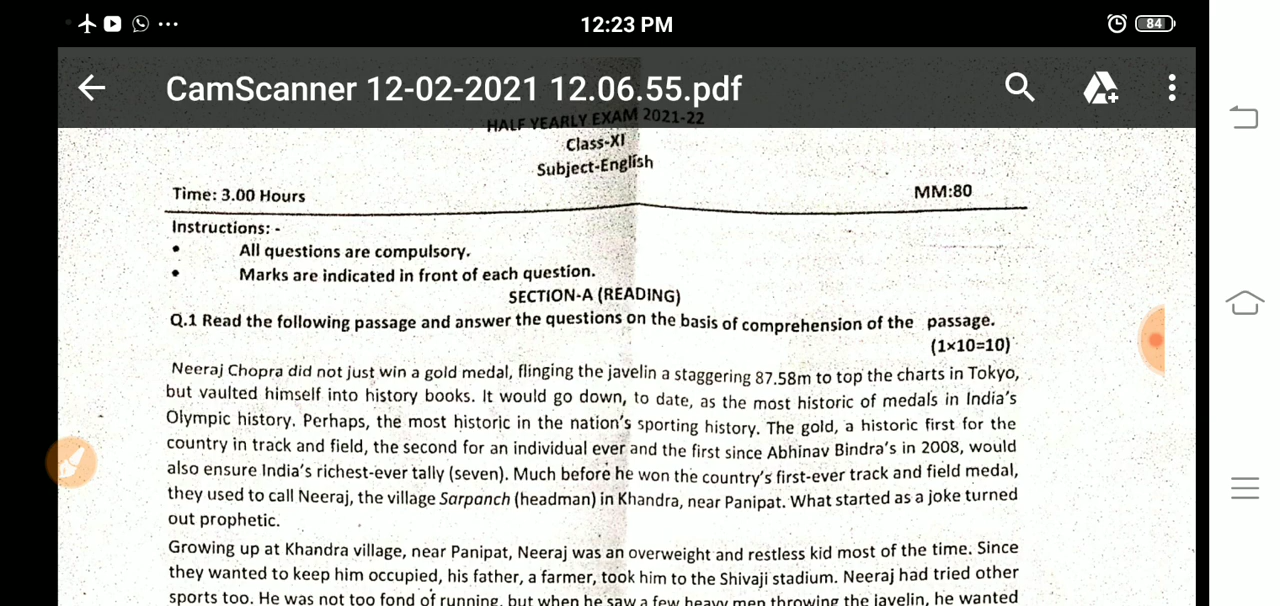 12:23 PM
84
CamScanner 12-02-2021 12.06.55.pdf
HALF YEARLY EXAM 2021-22
Class-XI
Subject-English
Time: 3.00 Hours MM:80
Instructions: -
• All questions are compulsory.
• Marks are indicated in front of each question.
SECTION-A (READING)
Q.1 Read the following passage and answer the questions on the basis of comprehension of the passage.
(1×10=10)
Neeraj Chopra did not just win a gold medal, flinging the javelin a staggering 87.58m to top the charts in Tokyo,
but vaulted himself into history books. It would go down, to date, as the most historic of medals in India's
Olympic history. Perhaps, the most historic in the nation's sporting history. The gold, a historic first for the
country in track and field, the second for an individual ever and the first since Abhinav Bindra's in 2008, would
also ensure India's richest-ever tally (seven). Much before he won the country's first-ever track and field medal,
they used to call Neeraj, the village Sarpanch (headman) in Khandra, near Panipat. What started as a joke turned
out prophetic.
Growing up at Khandra village, near Panipat, Neeraj was an overweight and restless kid most of the time. Since
they wanted to keep him occupied, his father, a farmer, took him to the Shivaji stadium. Neeraj had tried other
sports too. He was not too fond of running, but when he saw a few heavy men throwing the javelin, he wanted